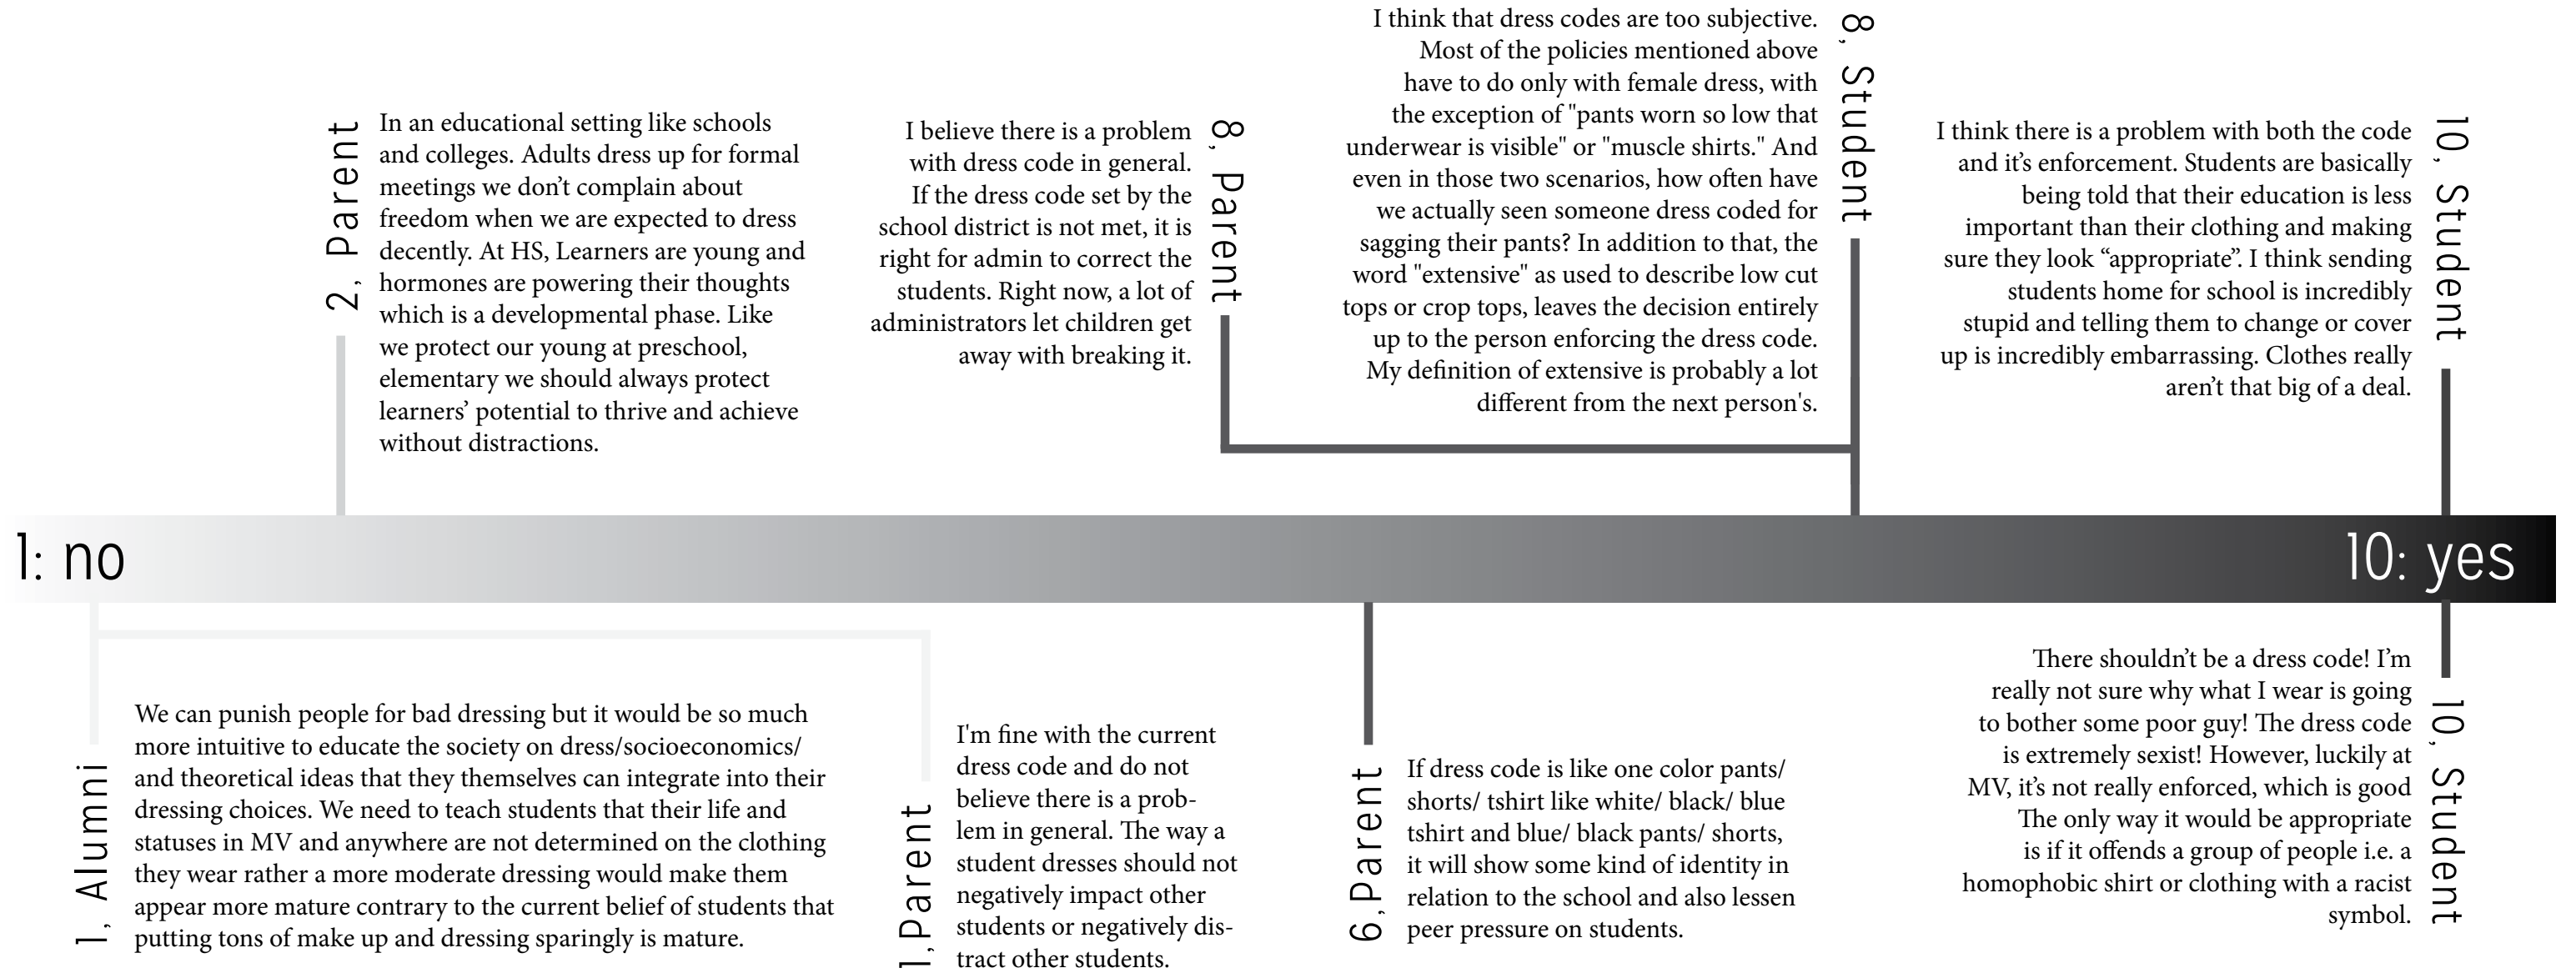 2, Parent
In an educational setting like schools
and colleges. Adults dress up for formal
meetings we don’t complain about
freedom when we are expected to dress
decently. At HS, Learners are young and
hormones are powering their thoughts
which is a developmental phase. Like
we protect our young at preschool,
elementary we should always protect
learners’ potential to thrive and achieve
without distractions.
I believe there is a problem
with dress code in general.
If the dress code set by the
school district is not met, it is
right for admin to correct the
students. Right now, a lot of
administrators let children get
away with breaking it.
8, Parent
I think that dress codes are too subjective.
Most of the policies mentioned above
have to do only with female dress, with
the exception of "pants worn so low that
underwear is visible" or "muscle shirts." And
even in those two scenarios, how often have
we actually seen someone dress coded for
sagging their pants? In addition to that, the
word "extensive" as used to describe low cut
tops or crop tops, leaves the decision entirely
up to the person enforcing the dress code.
My definition of extensive is probably a lot
different from the next person's.
8, Student
I think there is a problem with both the code
and it’s enforcement. Students are basically
being told that their education is less
important than their clothing and making
sure they look “appropriate”. I think sending
students home for school is incredibly
stupid and telling them to change or cover
up is incredibly embarrassing. Clothes really
aren’t that big of a deal.
10, Student
1: no
10: yes
1, Alumni
We can punish people for bad dressing but it would be so much
more intuitive to educate the society on dress/socioeconomics/
and theoretical ideas that they themselves can integrate into their
dressing choices. We need to teach students that their life and
statuses in MV and anywhere are not determined on the clothing
they wear rather a more moderate dressing would make them
appear more mature contrary to the current belief of students that
putting tons of make up and dressing sparingly is mature.
1,Parent
I'm fine with the current
dress code and do not
believe there is a prob-
lem in general. The way a
student dresses should not
negatively impact other
students or negatively dis-
tract other students.
6,Parent
If dress code is like one color pants/
shorts/ tshirt like white/ black/ blue
tshirt and blue/ black pants/ shorts,
it will show some kind of identity in
relation to the school and also lessen
peer pressure on students.
There shouldn’t be a dress code! I’m
really not sure why what I wear is going
to bother some poor guy! The dress code
is extremely sexist! However, luckily at
MV, it’s not really enforced, which is good
The only way it would be appropriate
is if it offends a group of people i.e. a
homophobic shirt or clothing with a racist
symbol.
10, Student